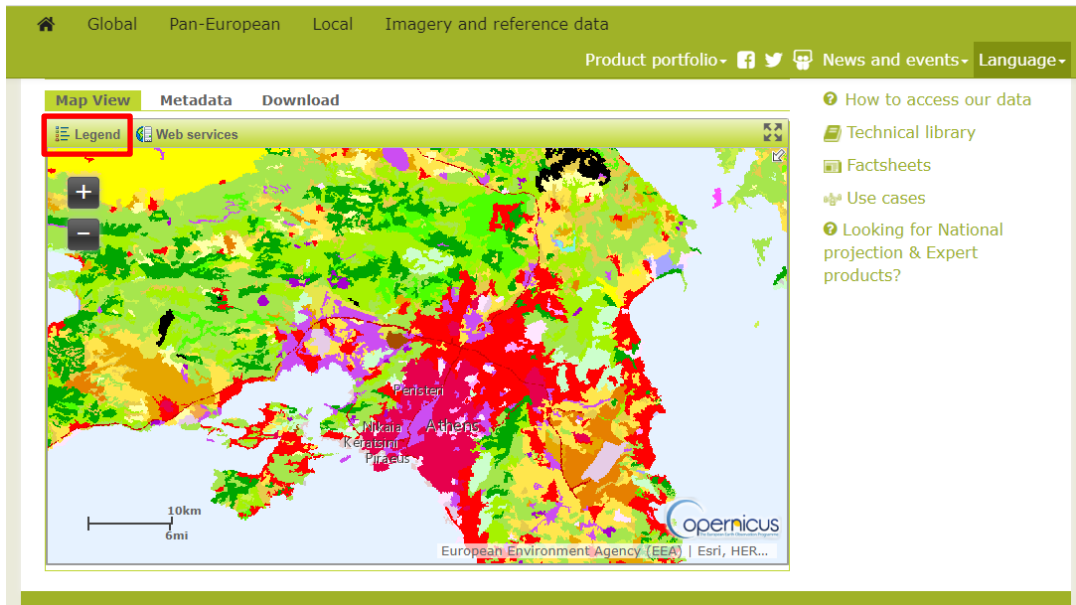 Global Pan-European Local Imagery and reference data
Product portfolio News and events Language
Map View Metadata Download
Legend Web services
+
−
Peristeri
Nikaia Athens
Keratsini
Piraeus
10km
6mi
opernicus
European Environment Agency (EEA) | Esri, HER...
How to access our data
Technical library
Factsheets
Use cases
Looking for National
projection & Expert
products?